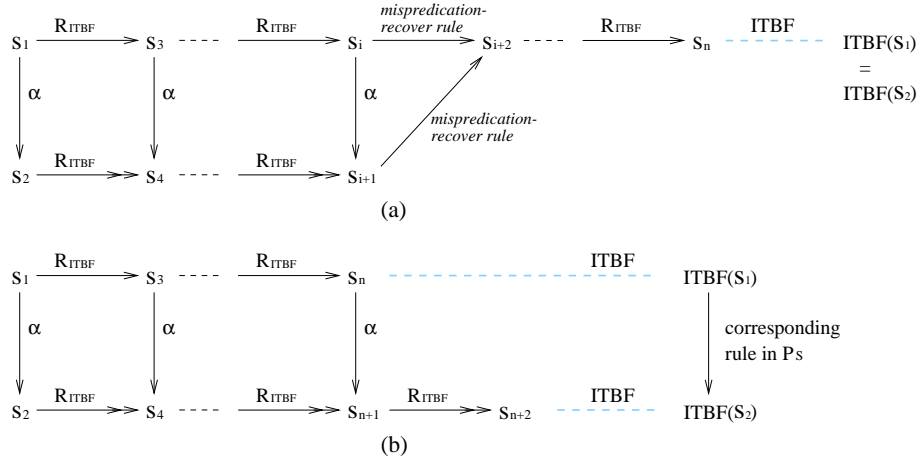 mispredication-
recover rule
S1 RITBF S3 RITBF Si Si+2 RITBF Sn ITBF ITBF(S1)
=
ITBF(S2)
α α α
mispredication-
recover rule
S2 RITBF S4 RITBF Si+1
(a)
S1 RITBF S3 RITBF Sn ITBF ITBF(S1)
α α α corresponding
rule in Ps
S2 RITBF S4 RITBF Sn+1 RITBF Sn+2 ITBF ITBF(S2)
(b)